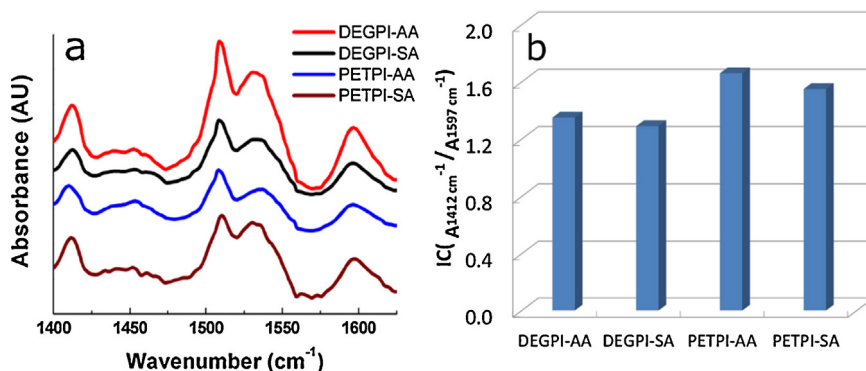 a
DEGPI-AA
DEGPI-SA
PETPI-AA
PETPI-SA
Absorbance (AU)
1400 1450 1500 1550 1600
Wavenumber (cm⁻¹)
b
IC( A1412 cm⁻¹ / A1597 cm⁻¹)
2.0
1.6
1.2
0.8
0.4
0.0
DEGPI-AA DEGPI-SA PETPI-AA PETPI-SA